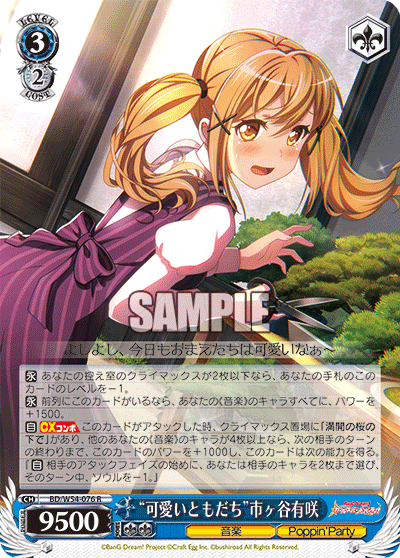 LEVEL
3
2
COST
SAMPLE
よしよし、今日もおまえたちは可愛いなぁ～
永 あなたの控え室のクライマックスが2枚以下なら、あなたの手札のこのカードのレベルを－1。
永 前列にこのカードがいるなら、あなたの《音楽》のキャラすべてに、パワーを＋1500。
自 CXコンボ このカードがアタックした時、クライマックス置場に「満開の桜の下で」があり、他のあなたの《音楽》のキャラが4枚以上なら、次の相手のターンの終わりまで、このカードのパワーを＋1000し、このカードは次の能力を得る。『自 相手のアタックフェイズの始めに、あなたは相手のキャラを2枚まで選び、そのターン中、ソウルを－1。』
CH
BD/W54-076 R
POWER
9500
“可愛いともだち”市ヶ谷有咲
音楽
Poppin'Party
©BanG Dream! Project ©Craft Egg Inc. ©bushiroad All Rights Reserved.